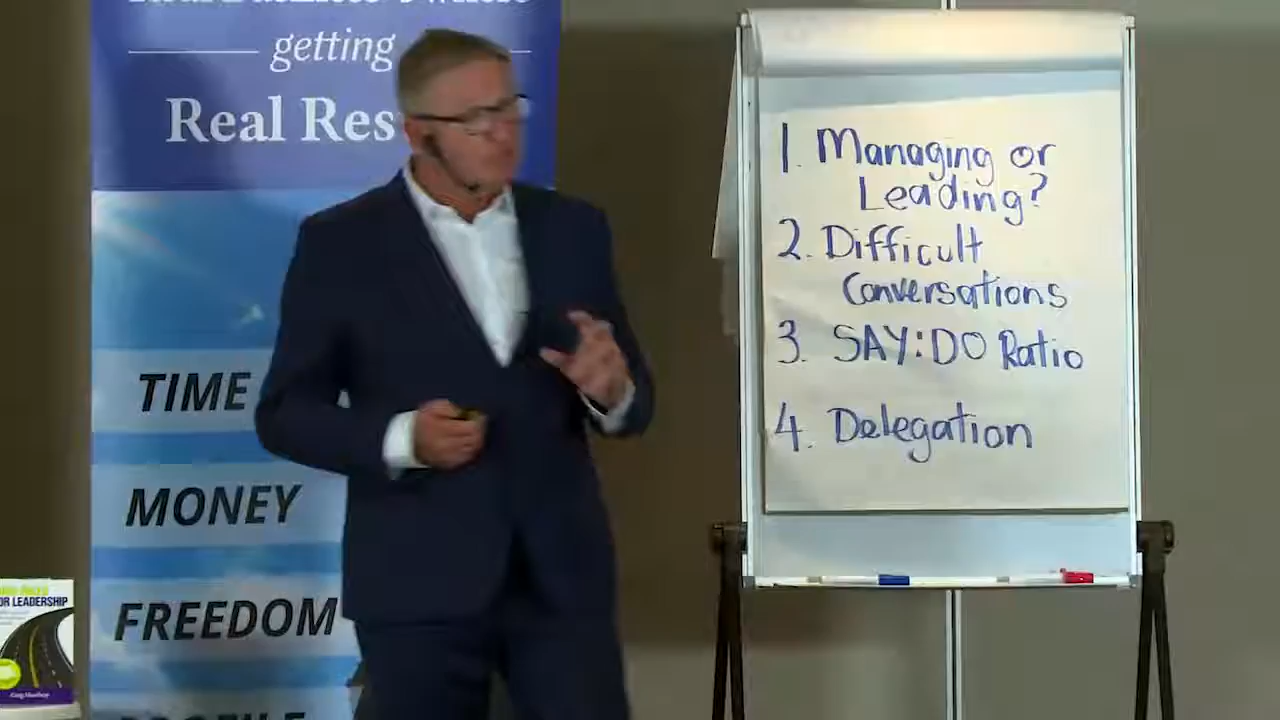 getting
Real Res
TIME
MONEY
FREEDOM
OR LEADERSHIP
1. Managing or
Leading?
2. Difficult
Conversations
3. SAY:DO Ratio
4. Delegation